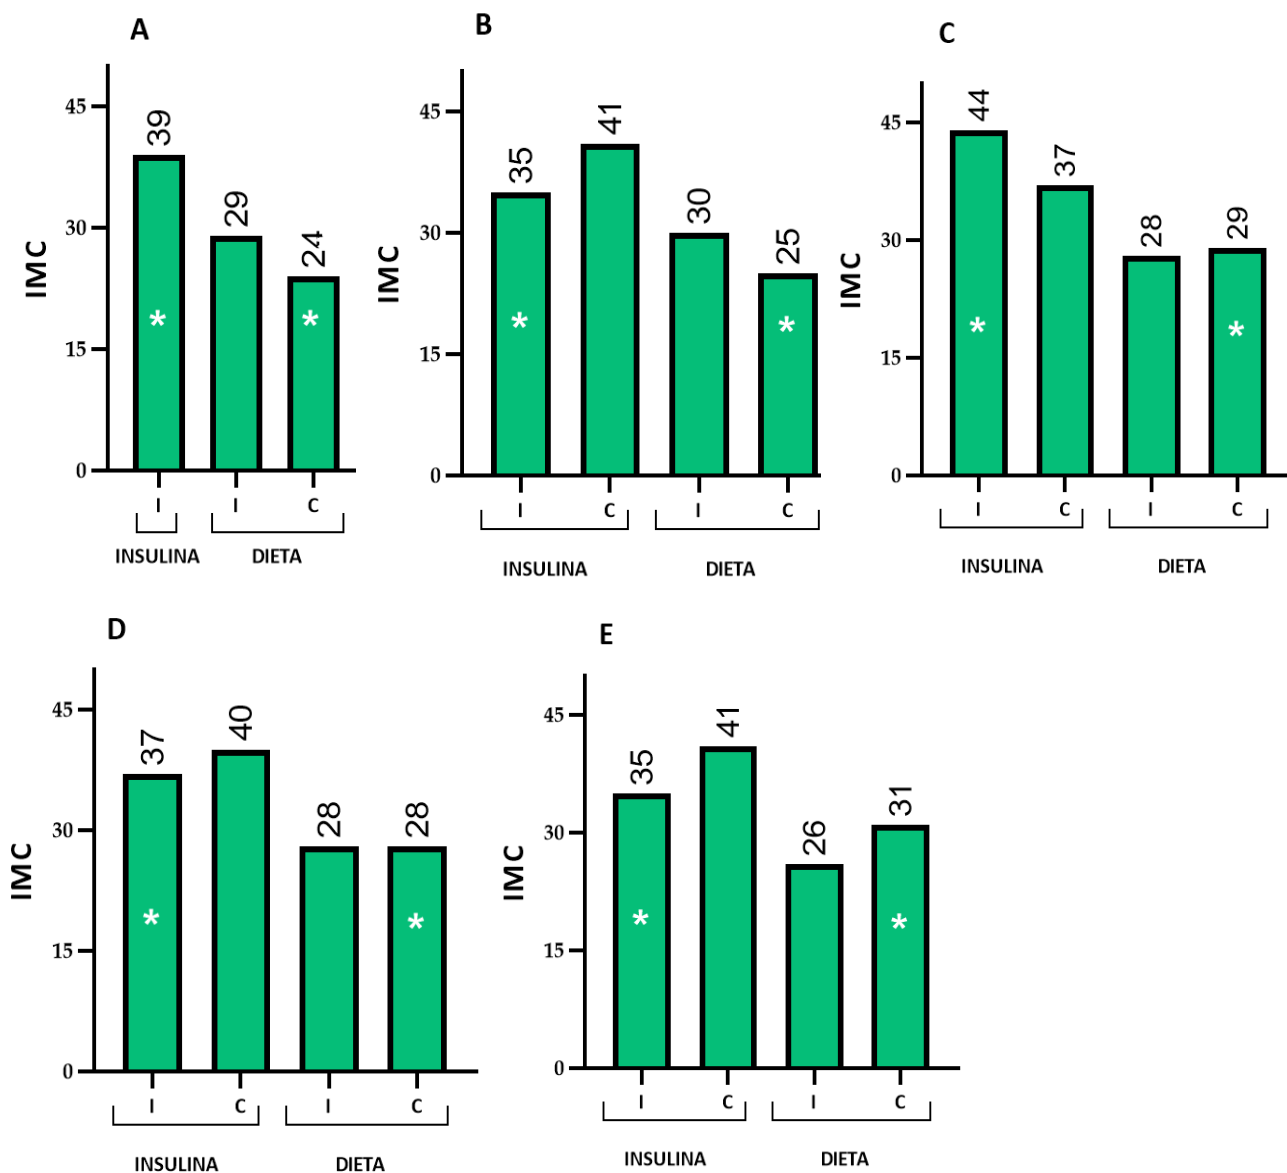 A
IMC
45
30
15
0
39
29
24
*
*
I
I
C
INSULINA
DIETA
B
IMC
45
30
15
0
35
41
30
25
*
*
I
C
I
C
INSULINA
DIETA
C
IMC
45
30
15
0
44
37
28
29
*
*
I
C
I
C
INSULINA
DIETA
D
IMC
45
30
15
0
37
40
28
28
*
*
I
C
I
C
INSULINA
DIETA
E
IMC
45
30
15
0
35
41
26
31
*
*
I
C
I
C
INSULINA
DIETA